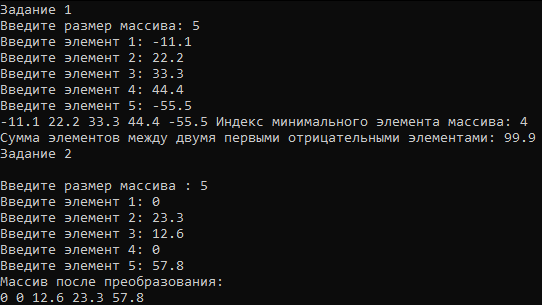 Задание 1
Введите размер массива: 5
Введите элемент 1: -11.1
Введите элемент 2: 22.2
Введите элемент 3: 33.3
Введите элемент 4: 44.4
Введите элемент 5: -55.5
-11.1 22.2 33.3 44.4 -55.5 Индекс минимального элемента массива: 4
Сумма элементов между двумя первыми отрицательными элементами: 99.9
Задание 2
Введите размер массива : 5
Введите элемент 1: 0
Введите элемент 2: 23.3
Введите элемент 3: 12.6
Введите элемент 4: 0
Введите элемент 5: 57.8
Массив после преобразования:
0 0 12.6 23.3 57.8